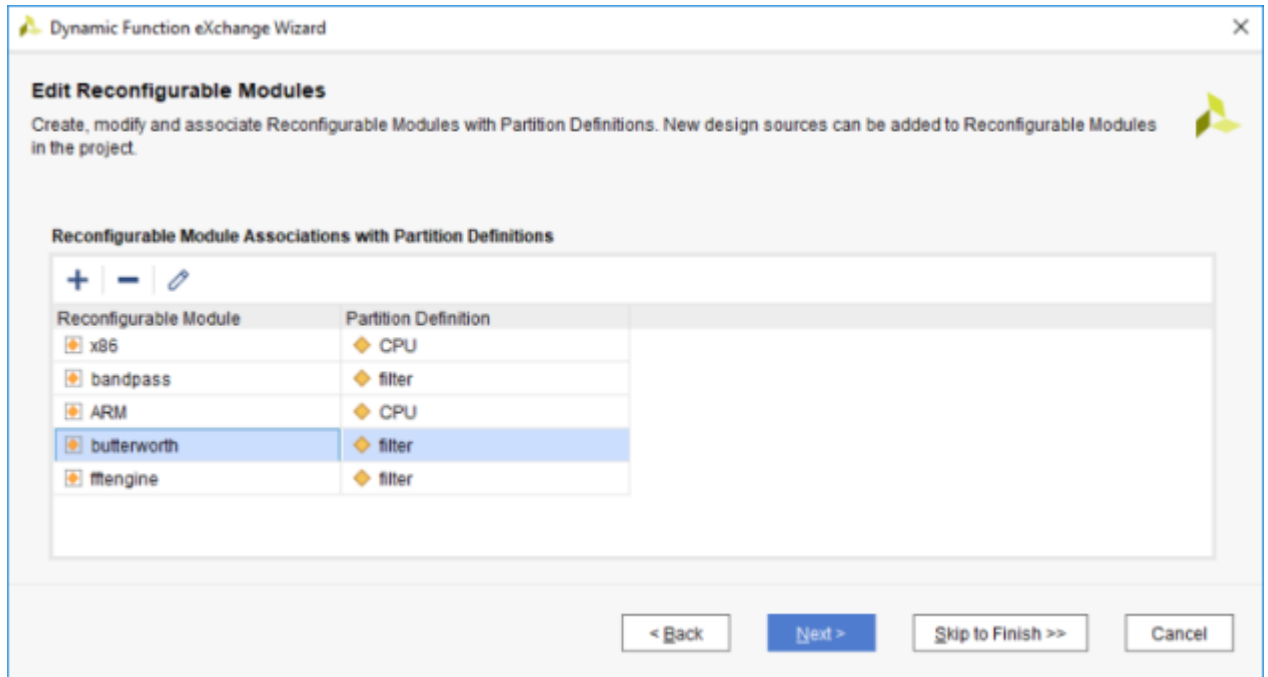 Dynamic Function eXchange Wizard
Edit Reconfigurable Modules
Create, modify and associate Reconfigurable Modules with Partition Definitions. New design sources can be added to Reconfigurable Modules
in the project.
Reconfigurable Module Associations with Partition Definitions
Reconfigurable Module Partition Definition
x86 CPU
bandpass filter
ARM CPU
butterworth filter
fftengine filter
< Back Next > Skip to Finish >> Cancel